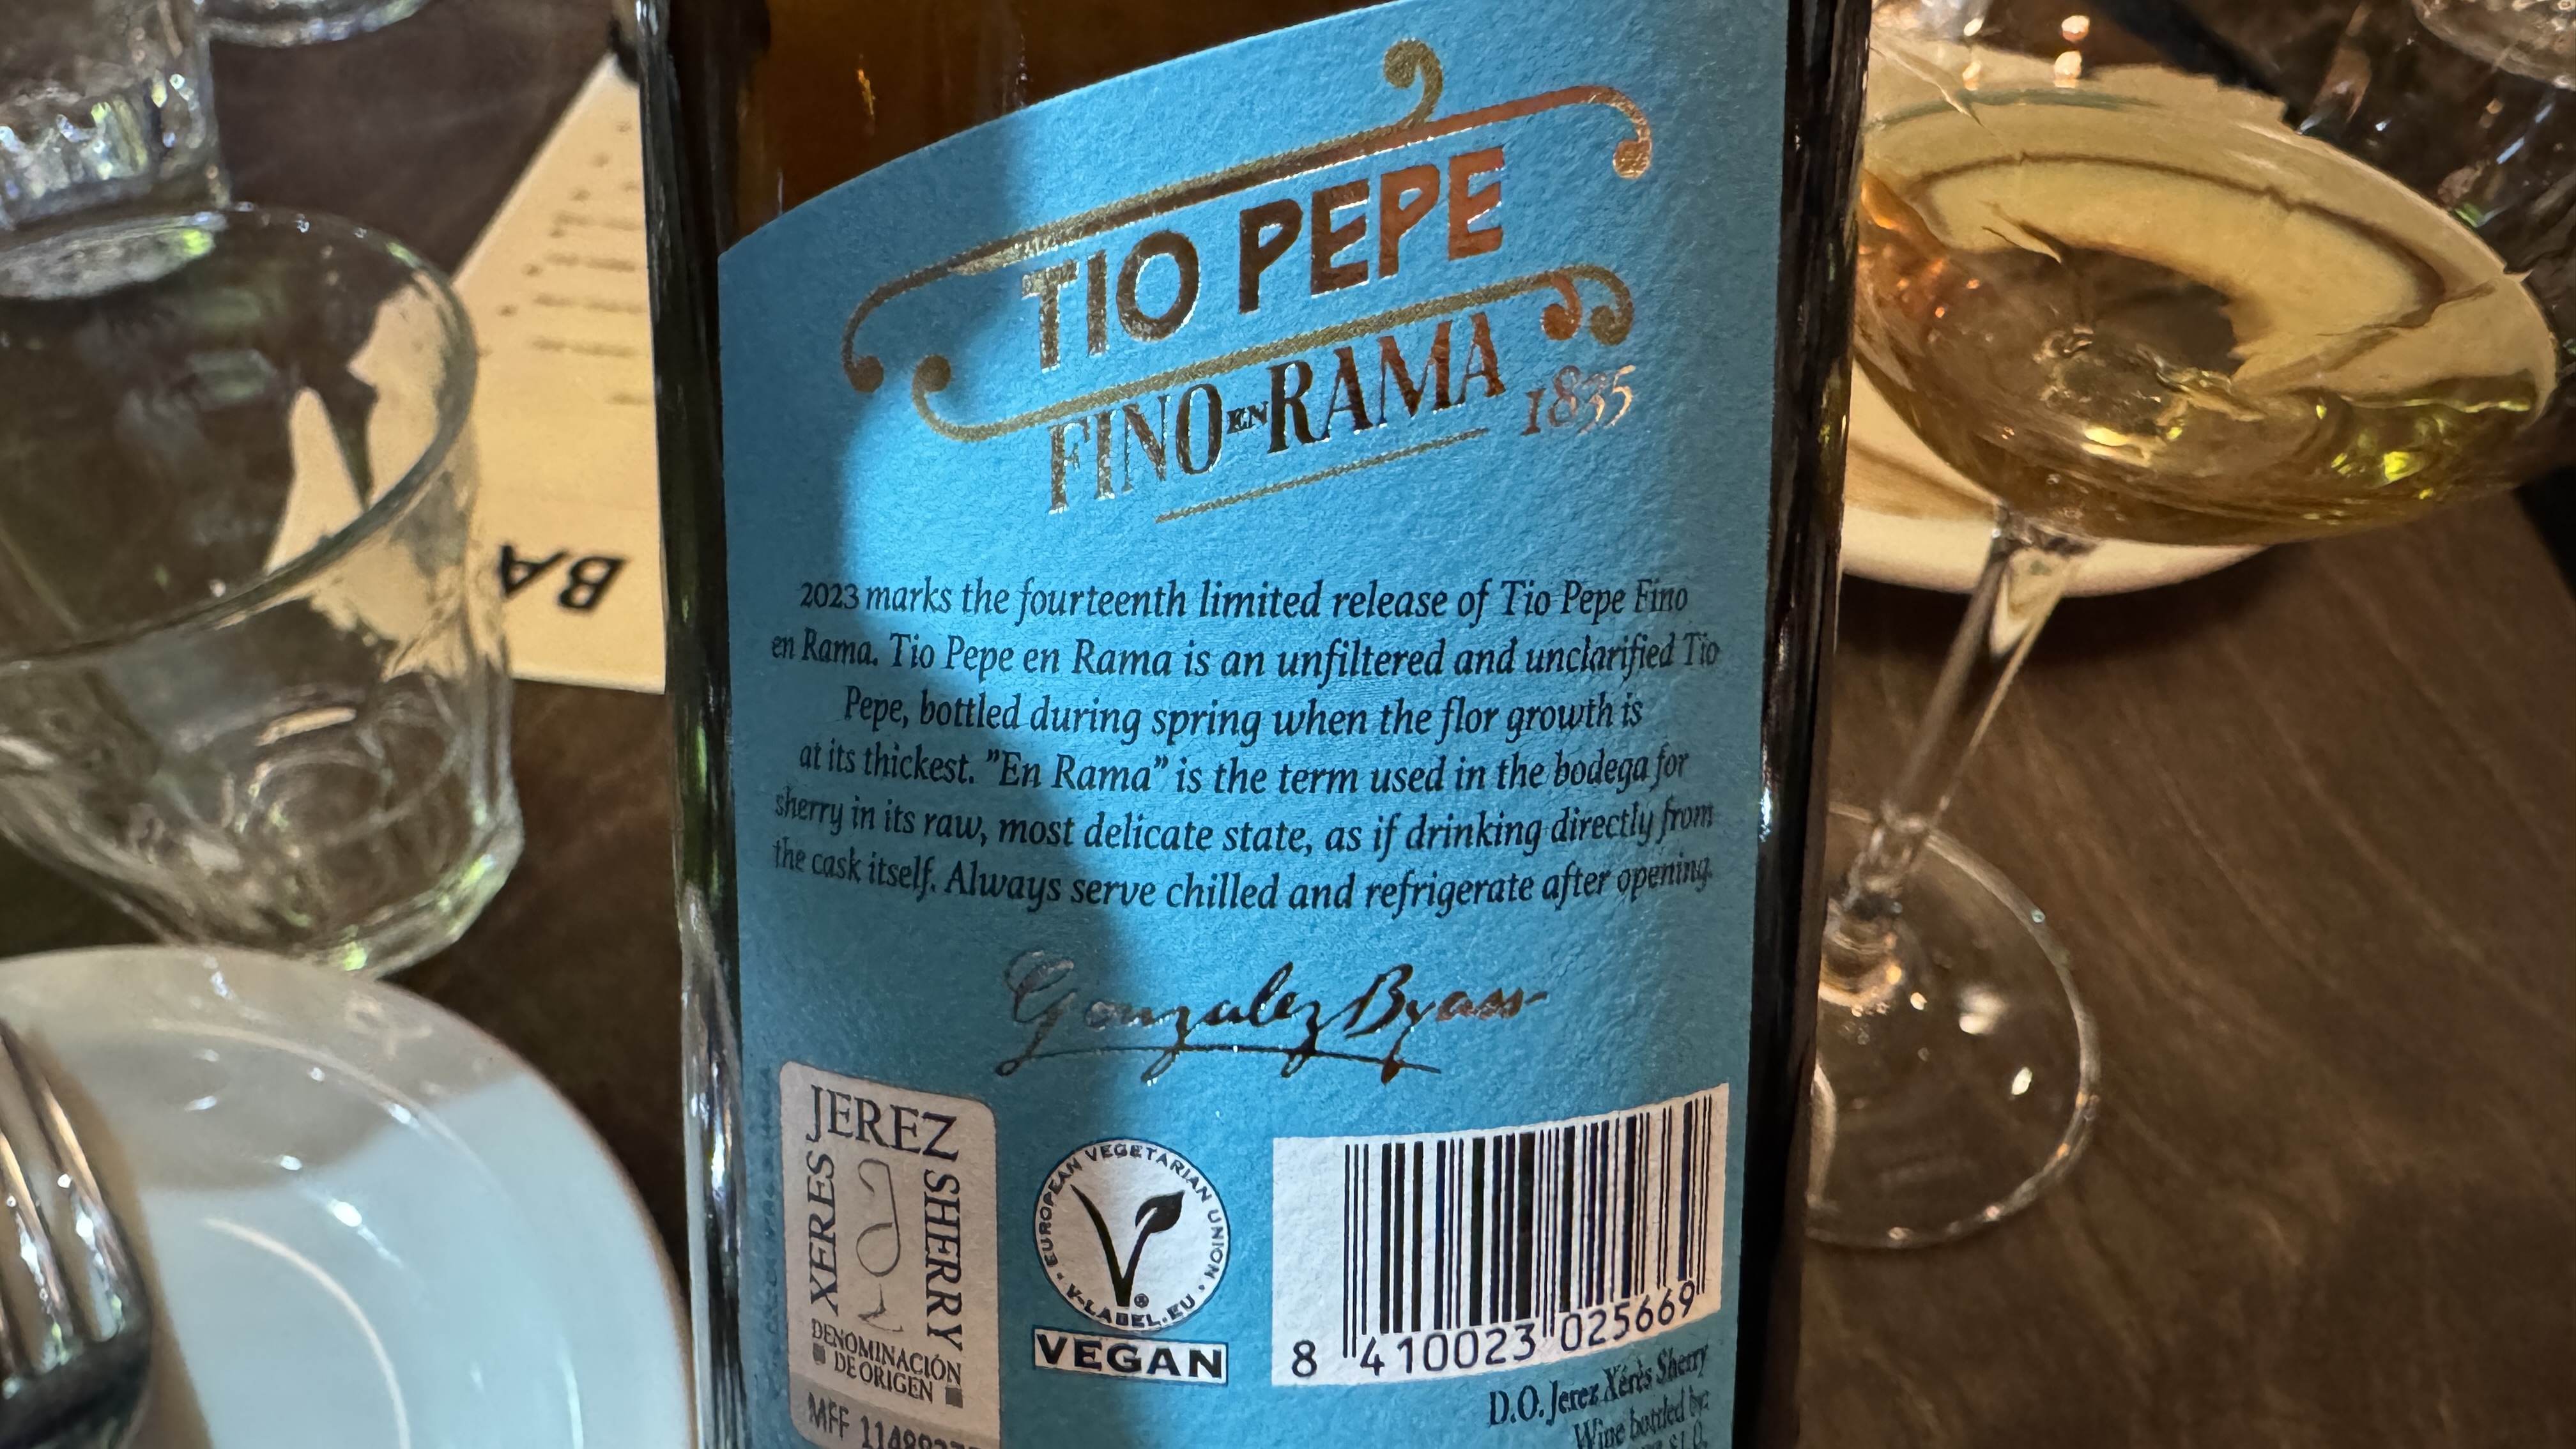 TIO PEPE
FINO EN RAMA 1835
2023 marks the fourteenth limited release of Tio Pepe Fino
en Rama. Tio Pepe en Rama is an unfiltered and unclarified Tio
Pepe, bottled during spring when the flor growth is
at its thickest. ”En Rama” is the term used in the bodega for
sherry in its raw, most delicate state, as if drinking directly from
the cask itself. Always serve chilled and refrigerate after opening.
Gonzalez Byass
JEREZ
XERES
SHERRY
DENOMINACIÓN
DE ORIGEN
MFF
· EUROPEAN VEGETARIAN UNION ·
V-LABEL.EU
®
VEGAN
8 410023 025669
D.O. Jerez Xérès Sherry
Wine bottled by:
BA